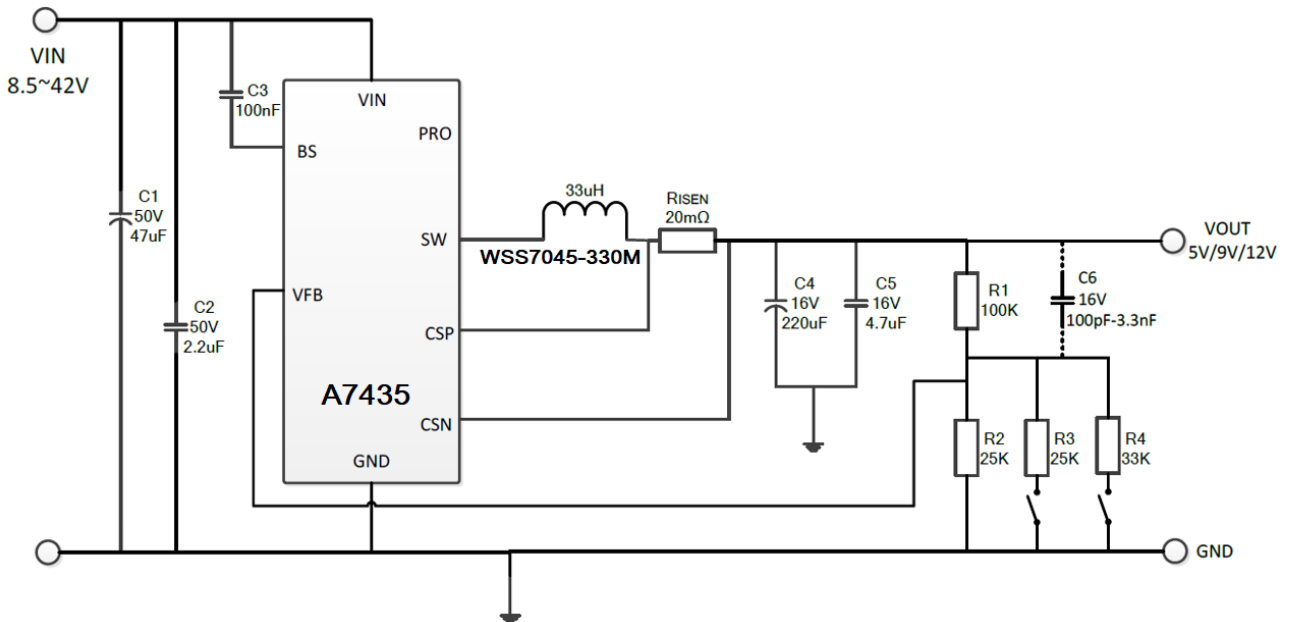 VIN
8.5~42V
C1
50V
47uF
C2
50V
2.2uF
C3
100nF
VIN
PRO
BS
SW
VFB
CSP
A7435
CSN
GND
33uH
WSS7045-330M
RISEN
20mΩ
C4
16V
220uF
C5
16V
4.7uF
R1
100K
C6
16V
100pF-3.3nF
VOUT
5V/9V/12V
R2
25K
R3
25K
R4
33K
GND